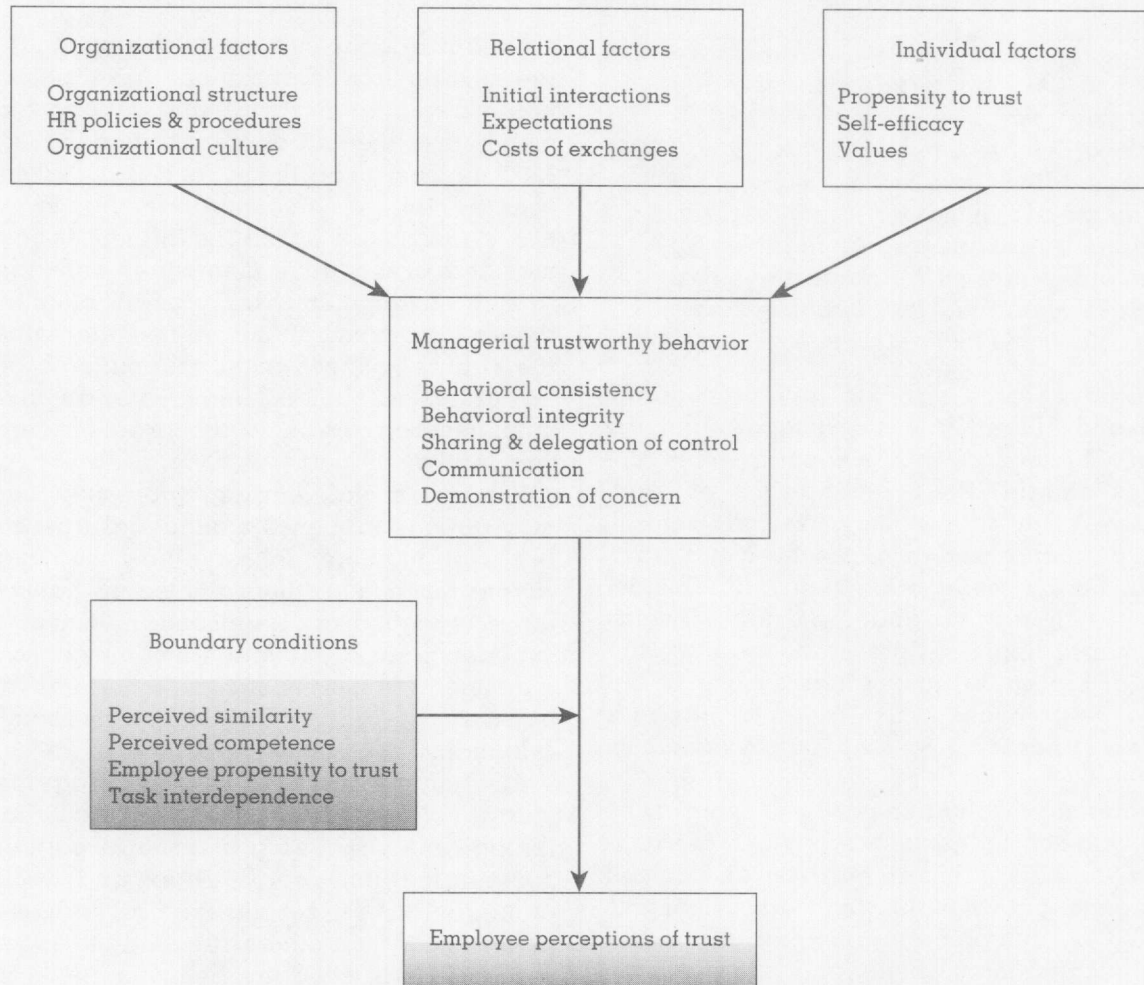 Organizational factors
Organizational structure
HR policies & procedures
Organizational culture
Relational factors
Initial interactions
Expectations
Costs of exchanges
Individual factors
Propensity to trust
Self-efficacy
Values
Managerial trustworthy behavior
Behavioral consistency
Behavioral integrity
Sharing & delegation of control
Communication
Demonstration of concern
Boundary conditions
Perceived similarity
Perceived competence
Employee propensity to trust
Task interdependence
Employee perceptions of trust